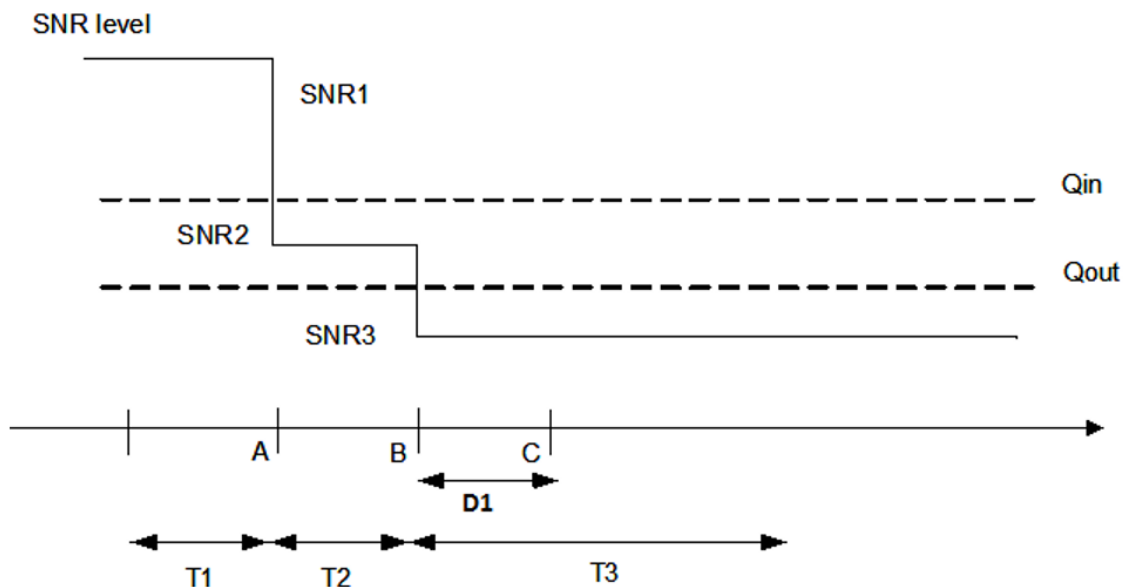 SNR level
SNR1
Qin
SNR2
Qout
SNR3
A B C
D1
T1 T2 T3